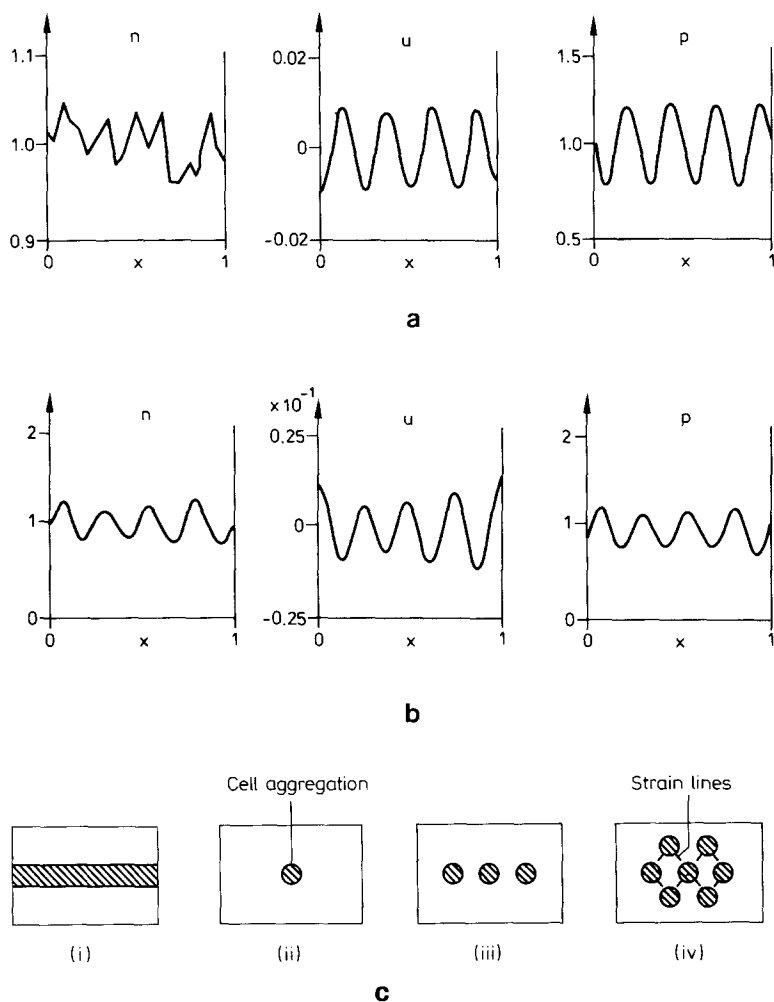 n
1.1
1.0
0.9
0
x
1
u
0.02
0
-0.02
0
x
1
p
1.5
1.0
0.5
0
x
1
a
n
2
1
0
0
x
1
×10⁻¹
u
0.25
0
-0.25
0
x
1
p
2
1
0
0
x
1
b
Cell aggregation
Strain lines
(i)
(ii)
(iii)
(iv)
c